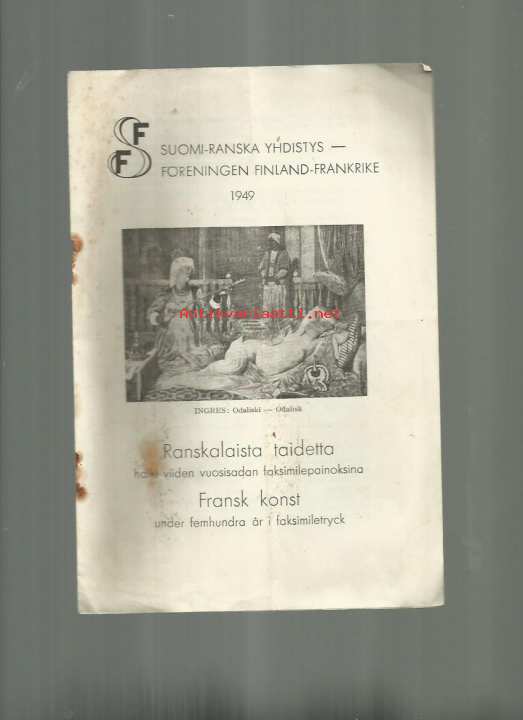 SFF
SUOMI-RANSKA YHDISTYS —
FÖRENINGEN FINLAND-FRANKRIKE
1949
Antikvariaatti.net
INGRES: Odaliski — Odalisk
Ranskalaista taidetta
halki viiden vuosisadan faksimilepainoksina
Fransk konst
under femhundra år i faksimiletryck